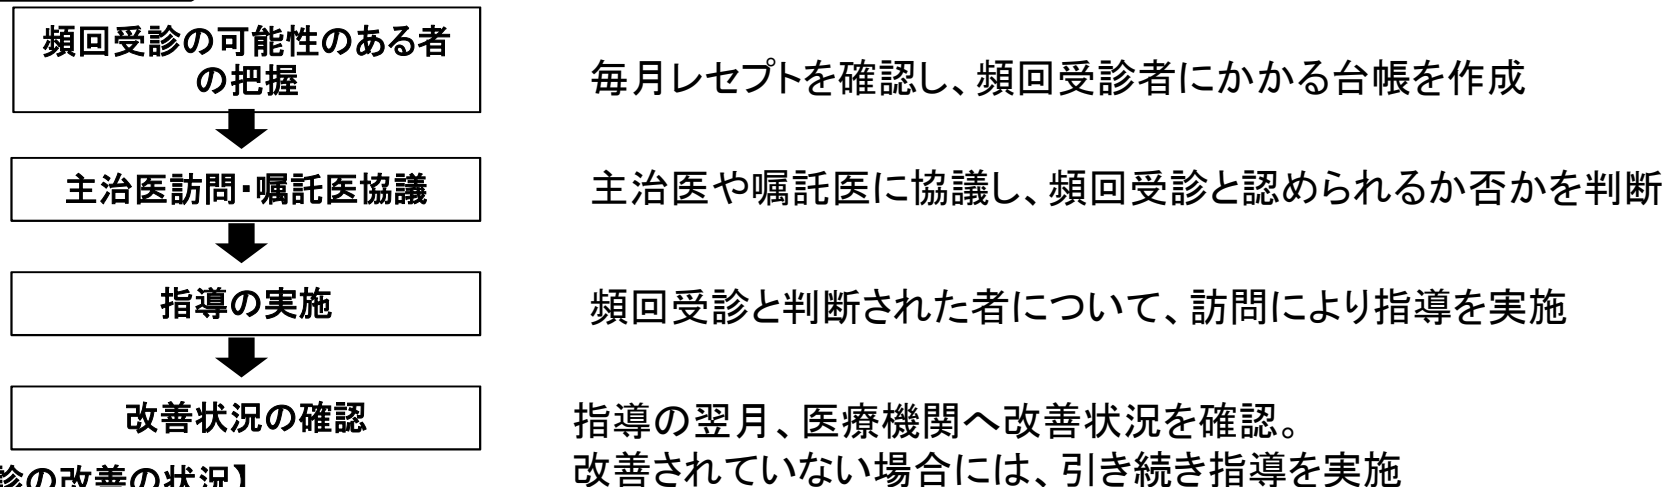 頻回受診の可能性のある者
の把握
毎月レセプトを確認し、頻回受診者にかかる台帳を作成
主治医訪問・嘱託医協議
主治医や嘱託医に協議し、頻回受診と認められるか否かを判断
指導の実施
頻回受診と判断された者について、訪問により指導を実施
改善状況の確認
指導の翌月、医療機関へ改善状況を確認。
改善されていない場合には、引き続き指導を実施
診の改善の状況】